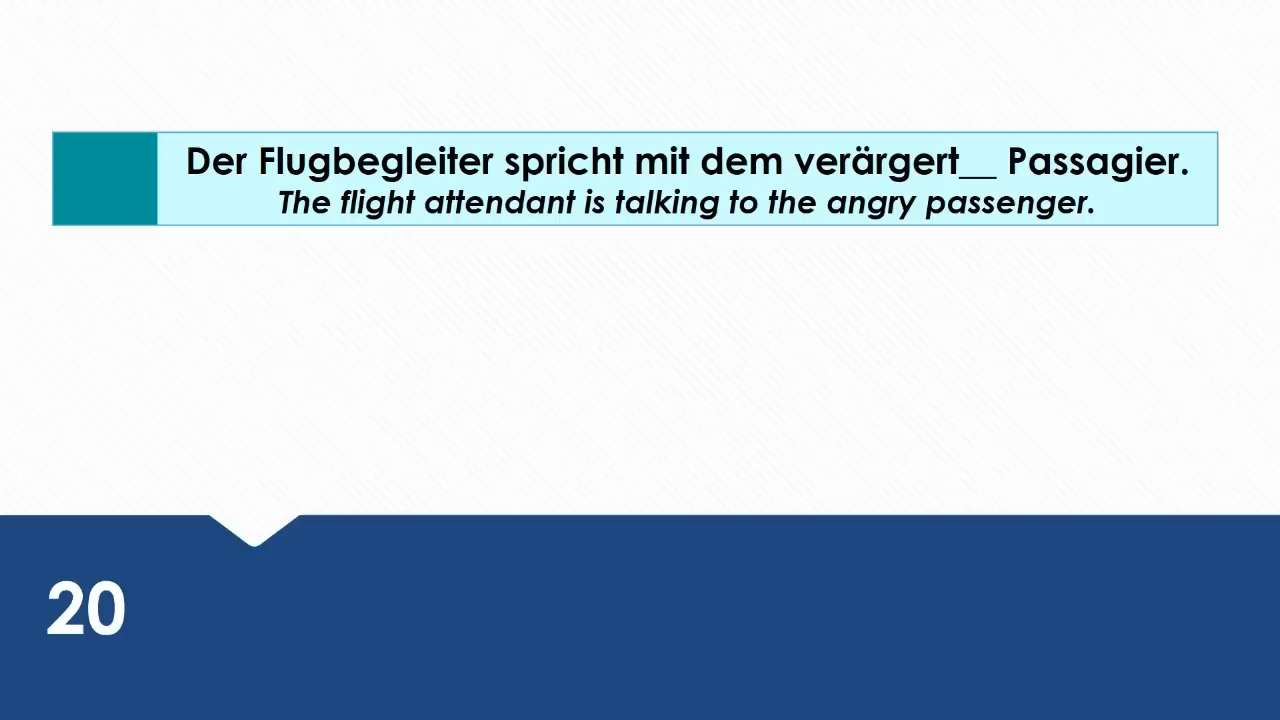 Der Flugbegleiter spricht mit dem verärgert__ Passagier.
The flight attendant is talking to the angry passenger.
20